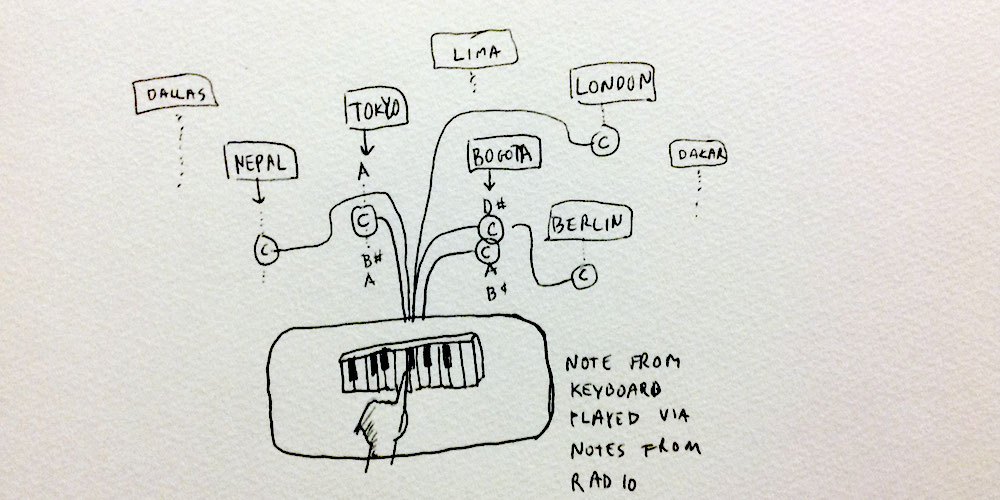 LIMA
LONDON
DALLAS
TOKYO
C
NEPAL
BOGOTA
DAKAR
A
D#
C
C
BERLIN
C
C
C
B#
A
A
B#
NOTE FROM
KEYBOARD
PLAYED VIA
NOTES FROM
RADIO